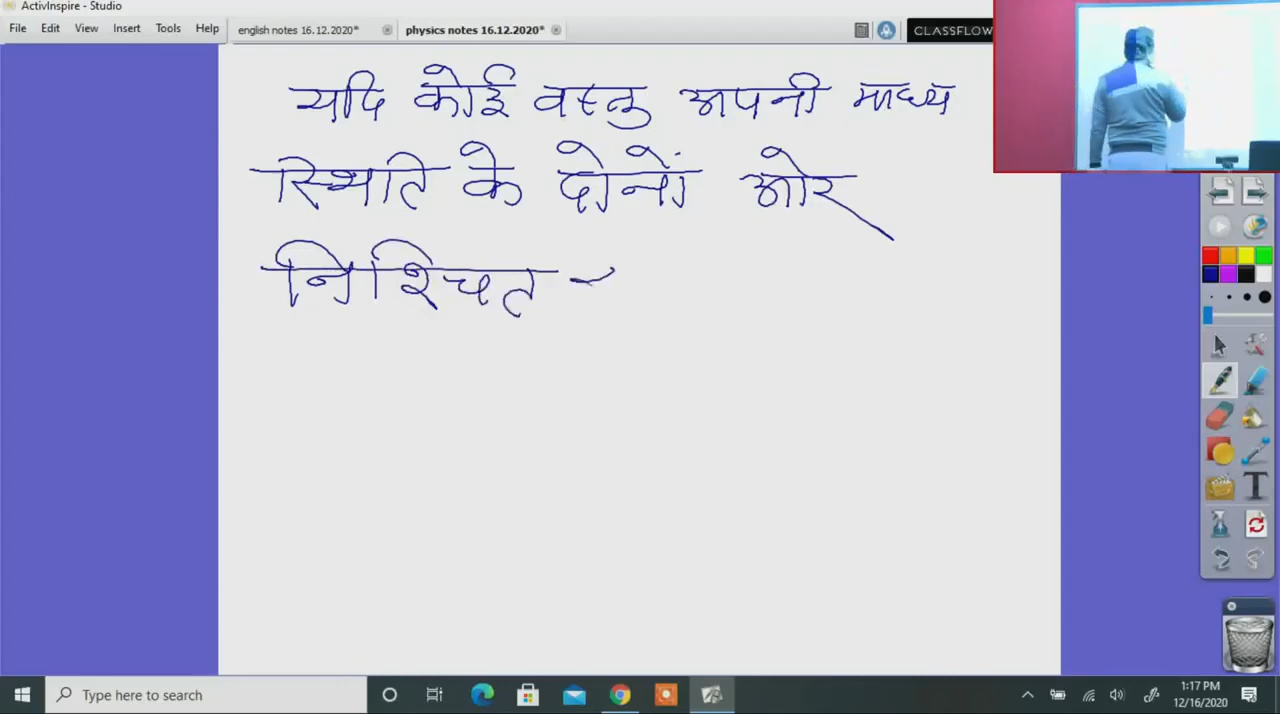 ActivInspire - Studio
File Edit View Insert Tools Help
english notes 16.12.2020*
physics notes 16.12.2020*
CLASSFLOW
यदि कोई वस्तु अपनी माध्य
स्थिति के दोनों ओर
निश्चित
T
Type here to search
1:17 PM
12/16/2020